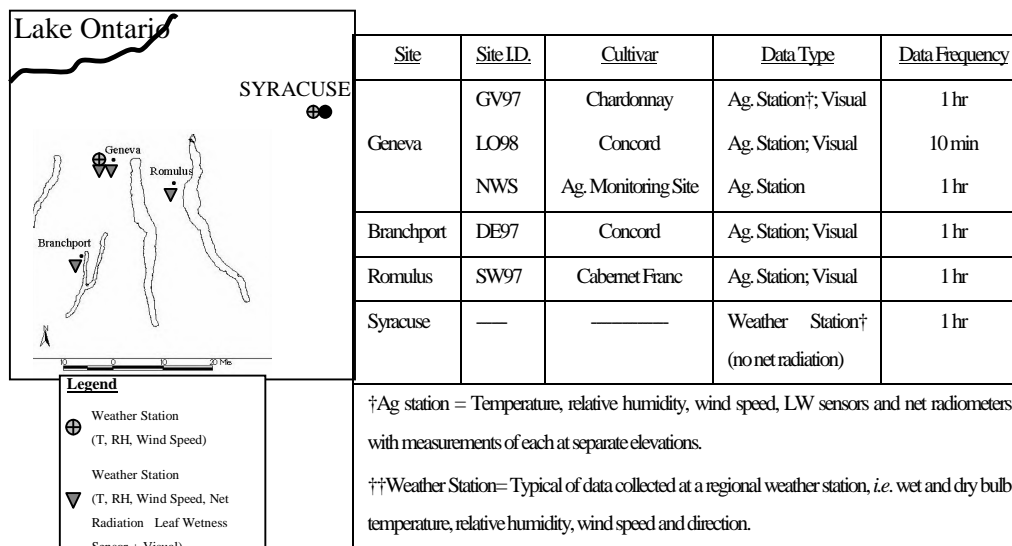 Lake Ontario
SYRACUSE
Geneva
Romulus
Branchport
N
10 0 10 20 Miles
Legend
Weather Station
(T, RH, Wind Speed)
Weather Station
(T, RH, Wind Speed, Net
Radiation Leaf Wetness
Sensor + Visual)
Site Site I.D. Cultivar Data Type Data Frequency
GV97 Chardonnay Ag. Station†; Visual 1 hr
Geneva LO98 Concord Ag. Station; Visual 10 min
NWS Ag. Monitoring Site Ag. Station 1 hr
Branchport DE97 Concord Ag. Station; Visual 1 hr
Romulus SW97 Cabernet Franc Ag. Station; Visual 1 hr
Syracuse —— ———— Weather Station† 1 hr
(no net radiation)
†Ag station = Temperature, relative humidity, wind speed, LW sensors and net radiometers
with measurements of each at separate elevations.
††Weather Station= Typical of data collected at a regional weather station, i.e. wet and dry bulb
temperature, relative humidity, wind speed and direction.